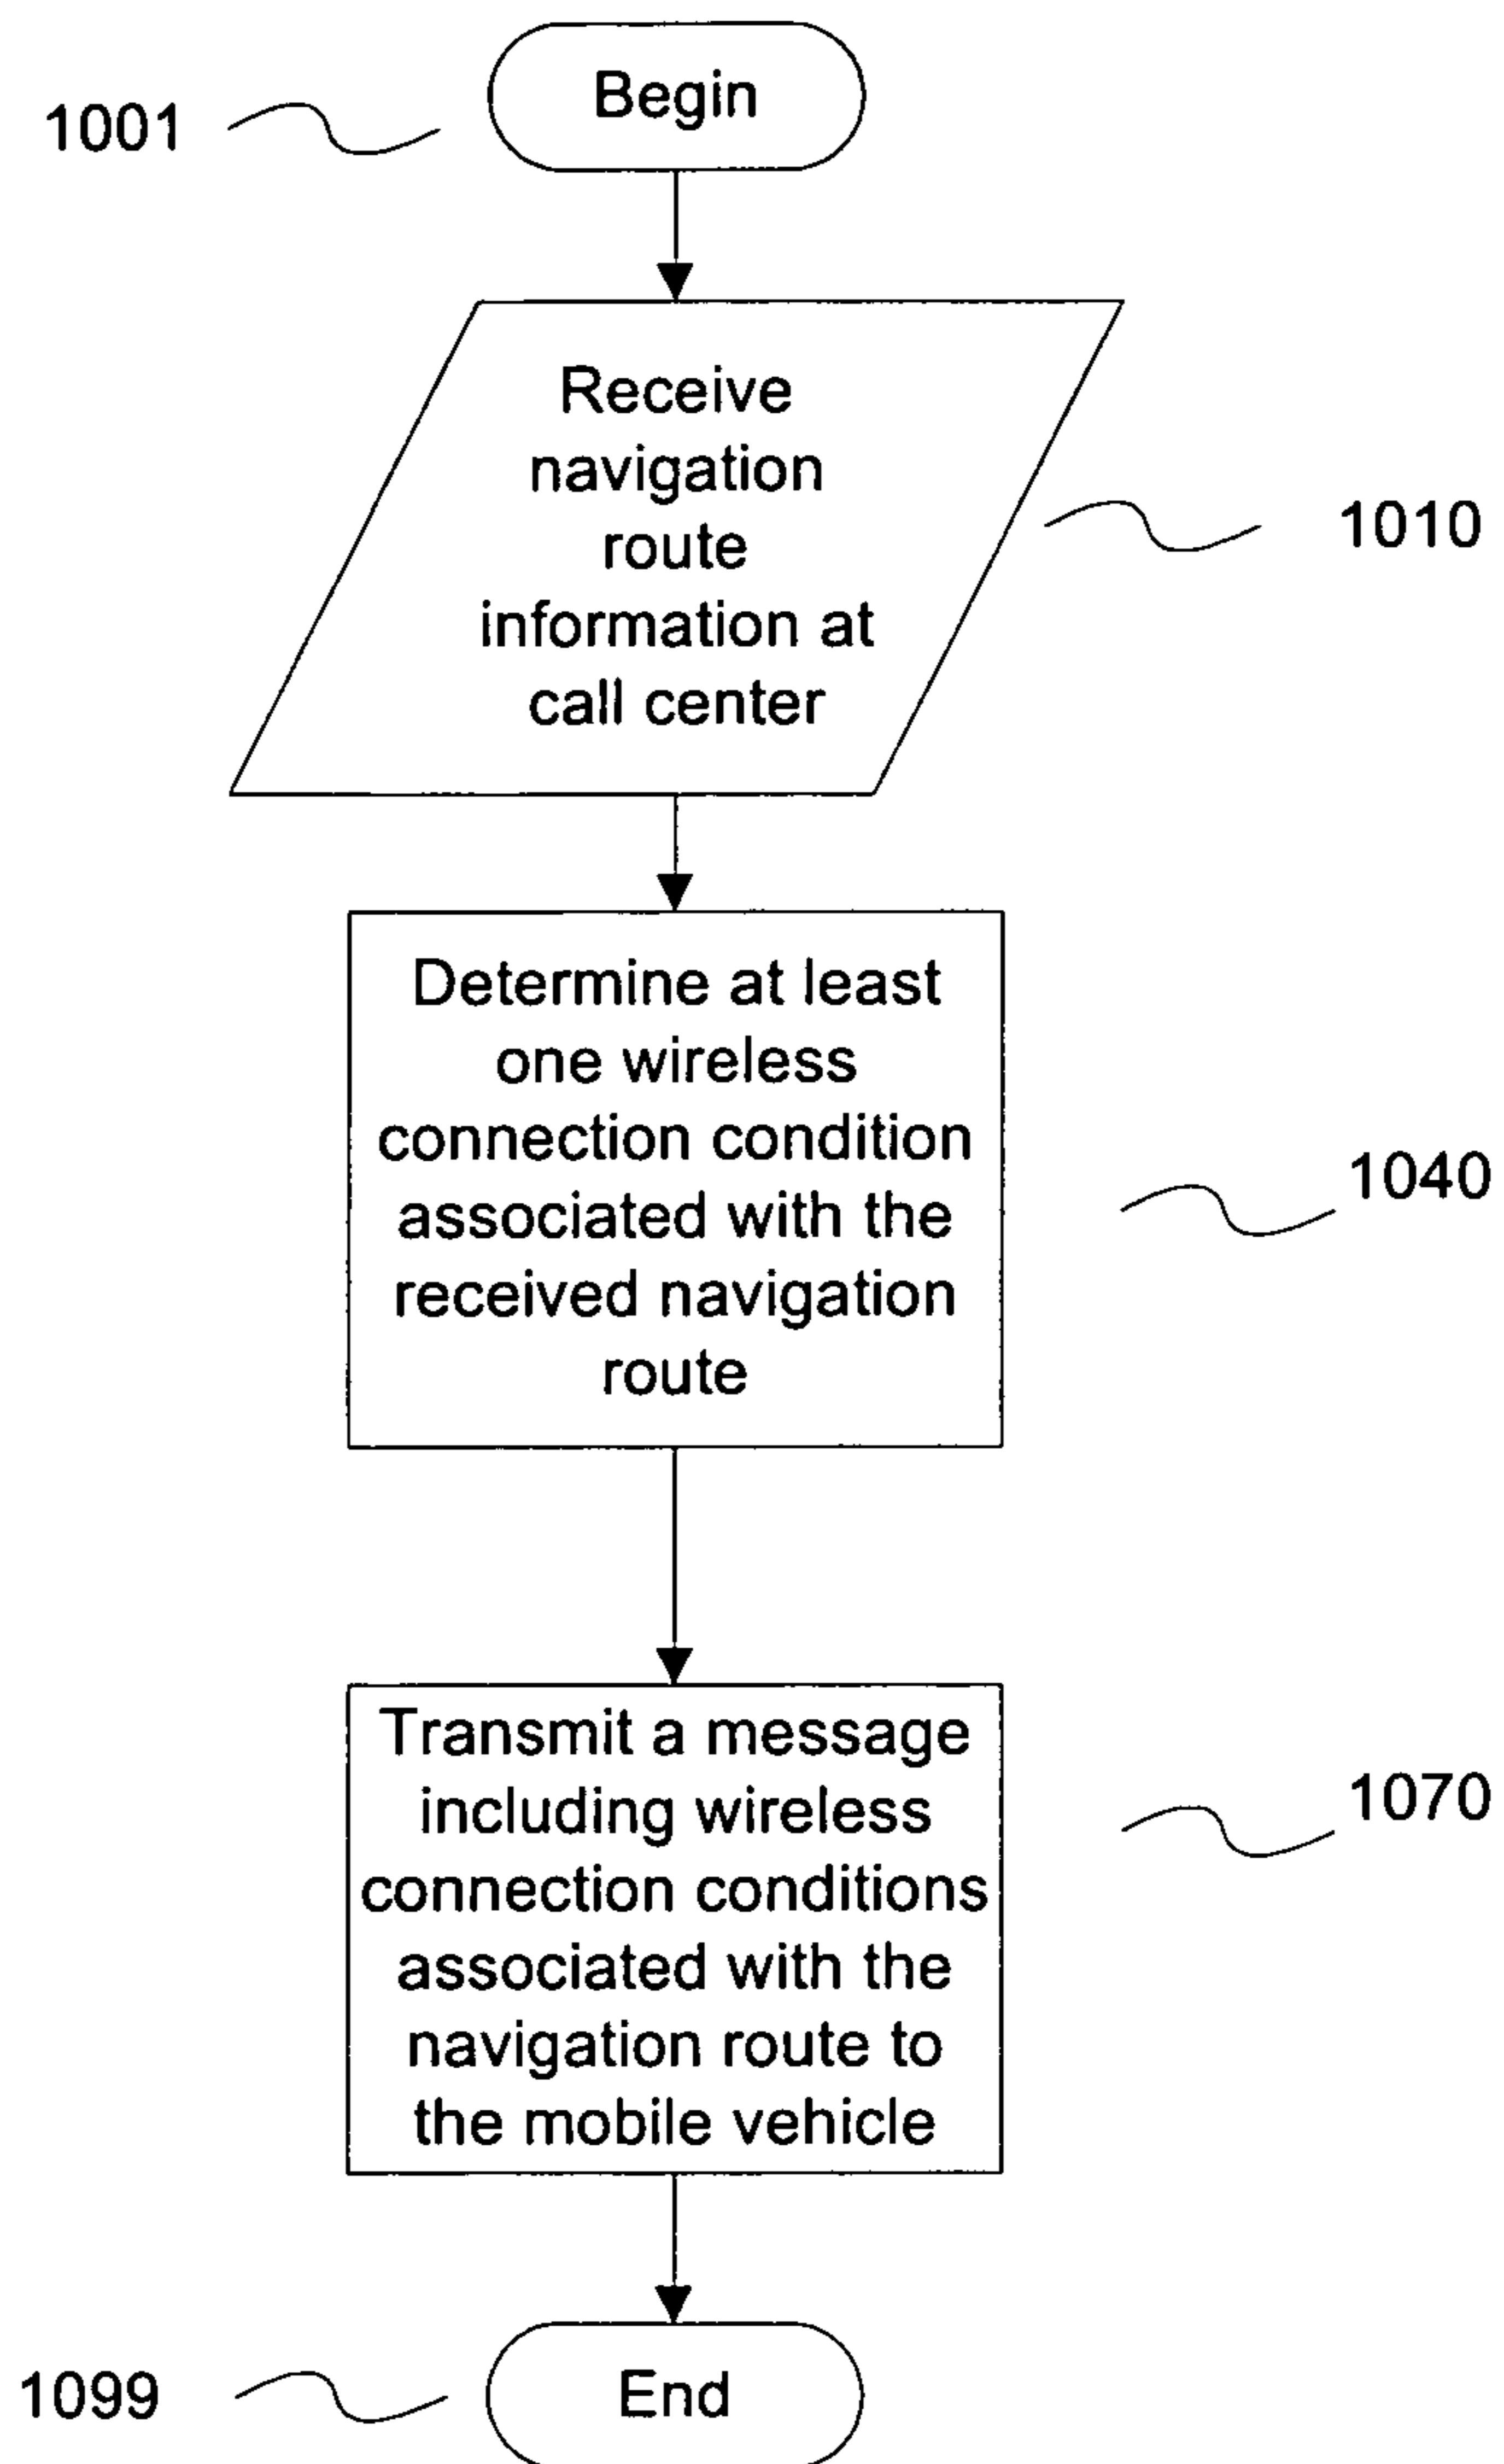 Begin
1001
Receive
navigation
route
information at
call center
1010
Determine at least
one wireless
connection condition
associated with the
received navigation
route
1040
Transmit a message
including wireless
connection conditions
associated with the
navigation route to
the mobile vehicle
1070
End
1099